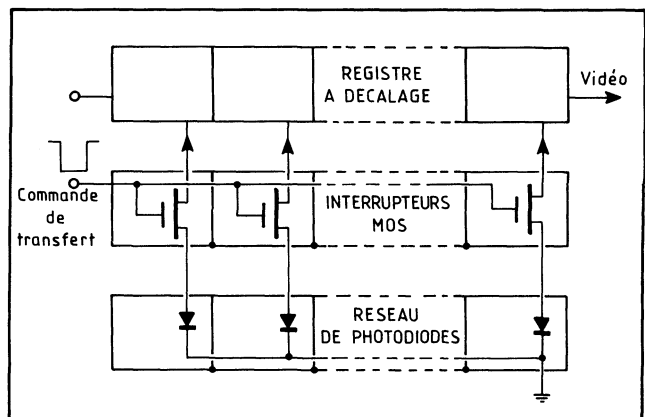 REGISTRE
A DECALAGE
Vidéo
Commande
de
transfert
INTERRUPTEURS
MOS
RESEAU
DE PHOTODIODES